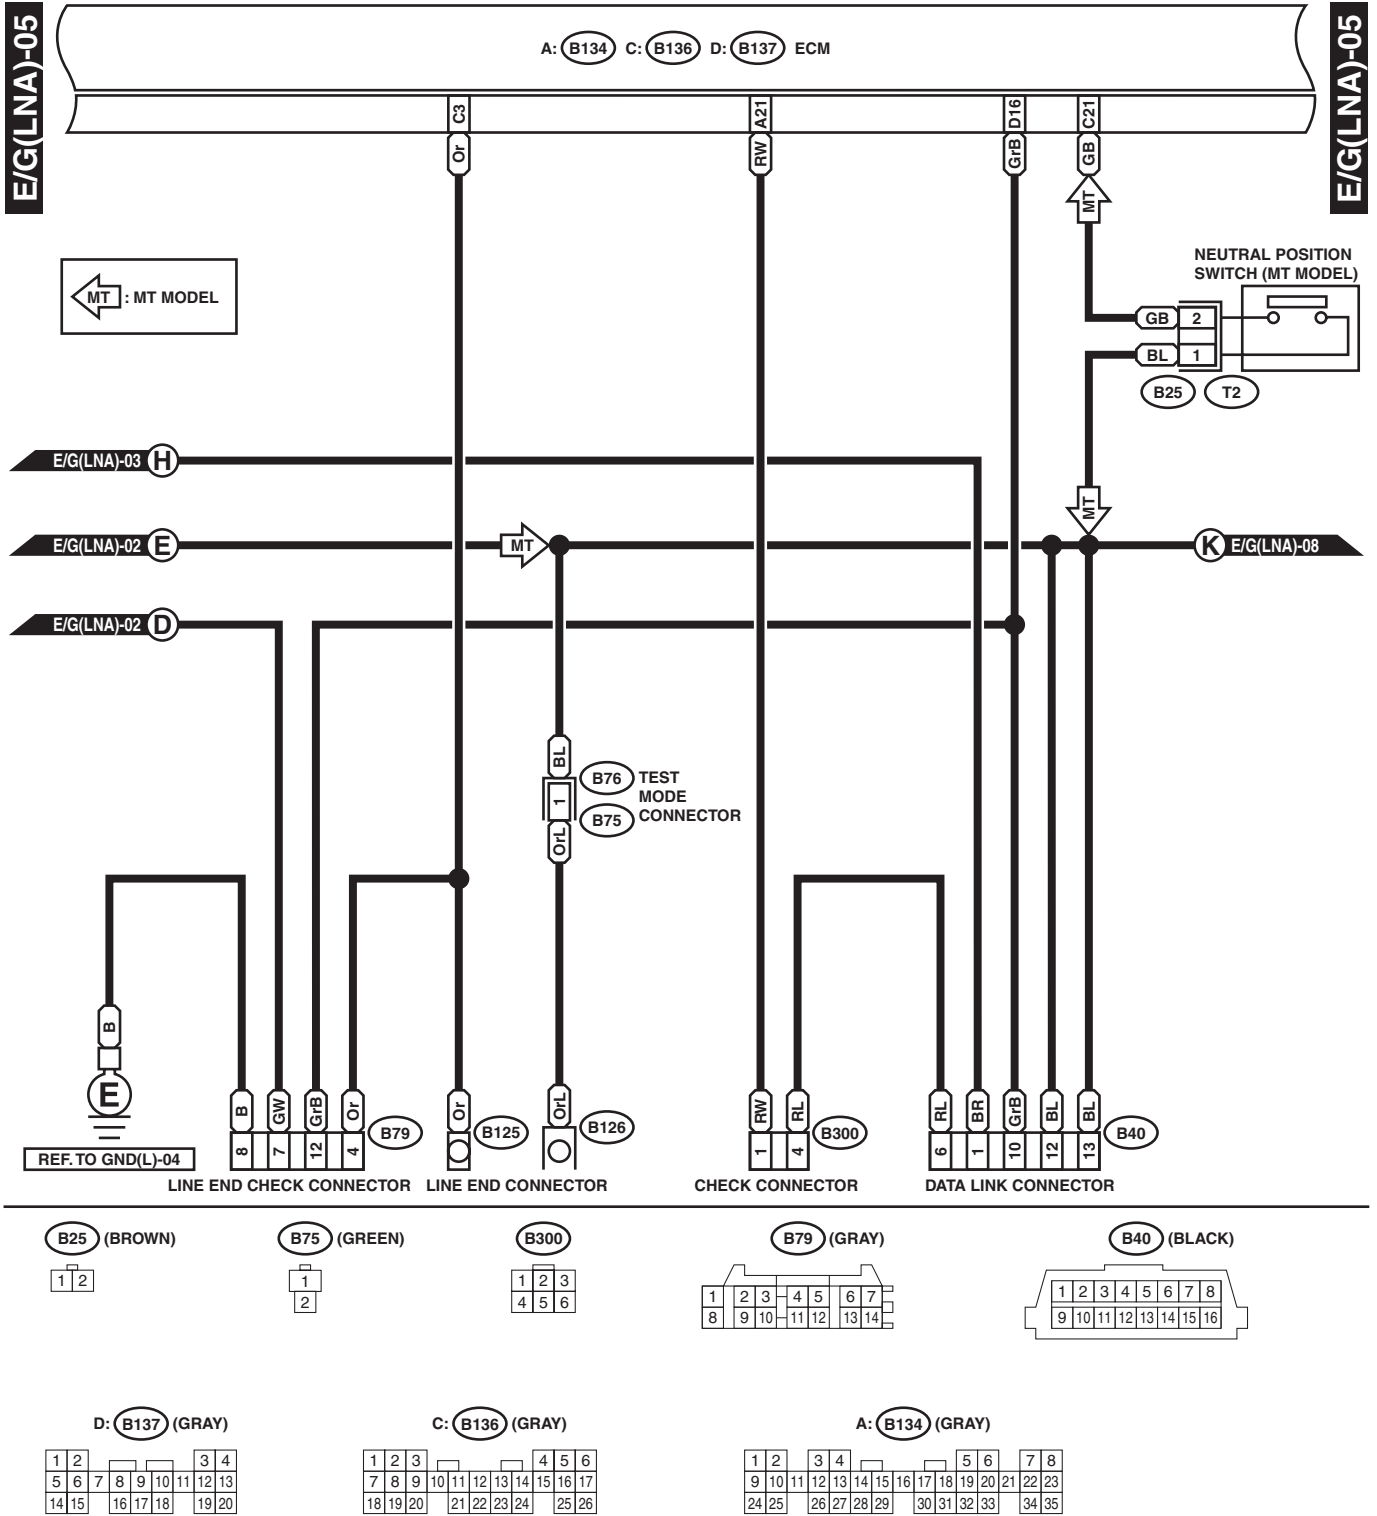 E/G(LNA)-05
E/G(LNA)-05
A: B134 C: B136 D: B137 ECM
C3 A21 D16 C21
Or RW GrB GB
MT
MT : MT MODEL
NEUTRAL POSITION
SWITCH (MT MODEL)
GB 2
BL 1
B25 T2
E/G(LNA)-03 H
MT
E/G(LNA)-02 E MT K E/G(LNA)-08
E/G(LNA)-02 D
BL
B76 TEST
MODE
1
B75 CONNECTOR
OrL
B
E
REF. TO GND(L)-04
B GW GrB Or Or OrL RW RL RL BR GrB BL BL
B79 B125 B126 B300 B40
8 7 12 4 1 4 6 1 10 12 13
LINE END CHECK CONNECTOR LINE END CONNECTOR CHECK CONNECTOR DATA LINK CONNECTOR
B25 (BROWN) B75 (GREEN) B300 B79 (GRAY) B40 (BLACK)
1 2
1
2
1 2 3
4 5 6
1 2 3 4 5 6 7
8 9 10 11 12 13 14
1 2 3 4 5 6 7 8
9 10 11 12 13 14 15 16
D: B137 (GRAY) C: B136 (GRAY) A: B134 (GRAY)
1 2 3 4
5 6 7 8 9 10 11 12 13
14 15 16 17 18 19 20
1 2 3 4 5 6
7 8 9 10 11 12 13 14 15 16 17
18 19 20 21 22 23 24 25 26
1 2 3 4 5 6 7 8
9 10 11 12 13 14 15 16 17 18 19 20 21 22 23
24 25 26 27 28 29 30 31 32 33 34 35